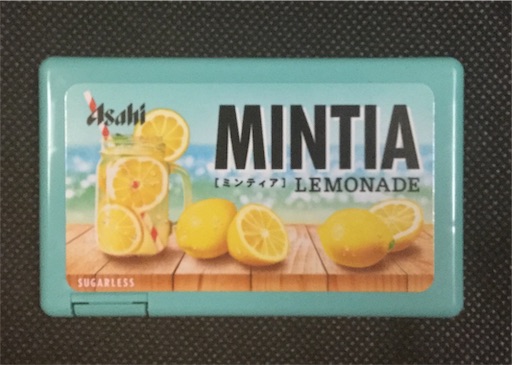 Asahi
MINTIA
[ミンティア] LEMONADE
SUGARLESS